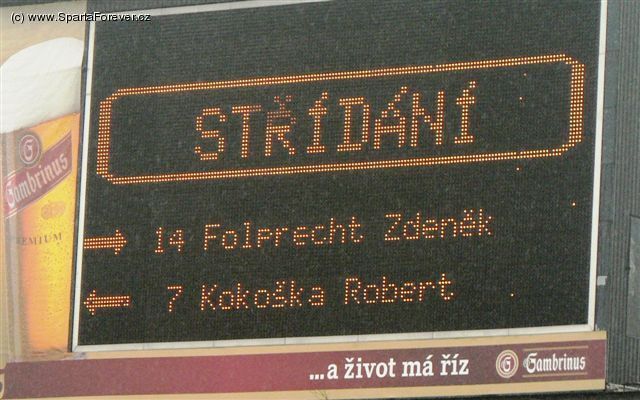 (c) www.SpartaForever.cz
STŘÍDÁNÍ
14 Folprecht Zdeněk
7 Kokoška Robert
Gambrinus
PREMIUM
...a život má říz
G Gambrinus